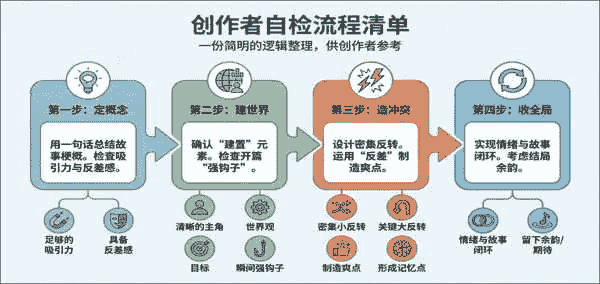 创作者自检流程清单
一份简明的逻辑整理，供创作者参考
第一步：定概念
用一句话总结故
事梗概。检查吸
引力与反差感。
足够的
吸引力
具备
反差感
第二步：建世界
确认“建置”元
素。检查开篇
“强钩子”。
清晰的主角
世界观
目标
瞬间强钩子
第三步：造冲突
设计密集反转。
运用“反差”制
造爽点。
密集小反转
关键大反转
制造爽点
形成记忆点
第四步：收全局
实现情绪与故事
闭环。考虑结局
余韵。
情绪与故事
闭环
留下余韵/
期待